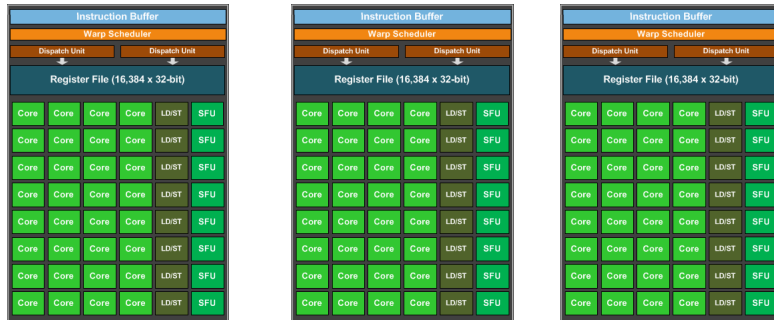 Instruction Buffer
Warp Scheduler
Dispatch Unit Dispatch Unit
Register File (16,384 x 32-bit)
Core Core Core Core LD/ST SFU
Core Core Core Core LD/ST SFU
Core Core Core Core LD/ST SFU
Core Core Core Core LD/ST SFU
Core Core Core Core LD/ST SFU
Core Core Core Core LD/ST SFU
Core Core Core Core LD/ST SFU
Core Core Core Core LD/ST SFU
Instruction Buffer
Warp Scheduler
Dispatch Unit Dispatch Unit
Register File (16,384 x 32-bit)
Core Core Core Core LD/ST SFU
Core Core Core Core LD/ST SFU
Core Core Core Core LD/ST SFU
Core Core Core Core LD/ST SFU
Core Core Core Core LD/ST SFU
Core Core Core Core LD/ST SFU
Core Core Core Core LD/ST SFU
Core Core Core Core LD/ST SFU
Instruction Buffer
Warp Scheduler
Dispatch Unit Dispatch Unit
Register File (16,384 x 32-bit)
Core Core Core Core LD/ST SFU
Core Core Core Core LD/ST SFU
Core Core Core Core LD/ST SFU
Core Core Core Core LD/ST SFU
Core Core Core Core LD/ST SFU
Core Core Core Core LD/ST SFU
Core Core Core Core LD/ST SFU
Core Core Core Core LD/ST SFU